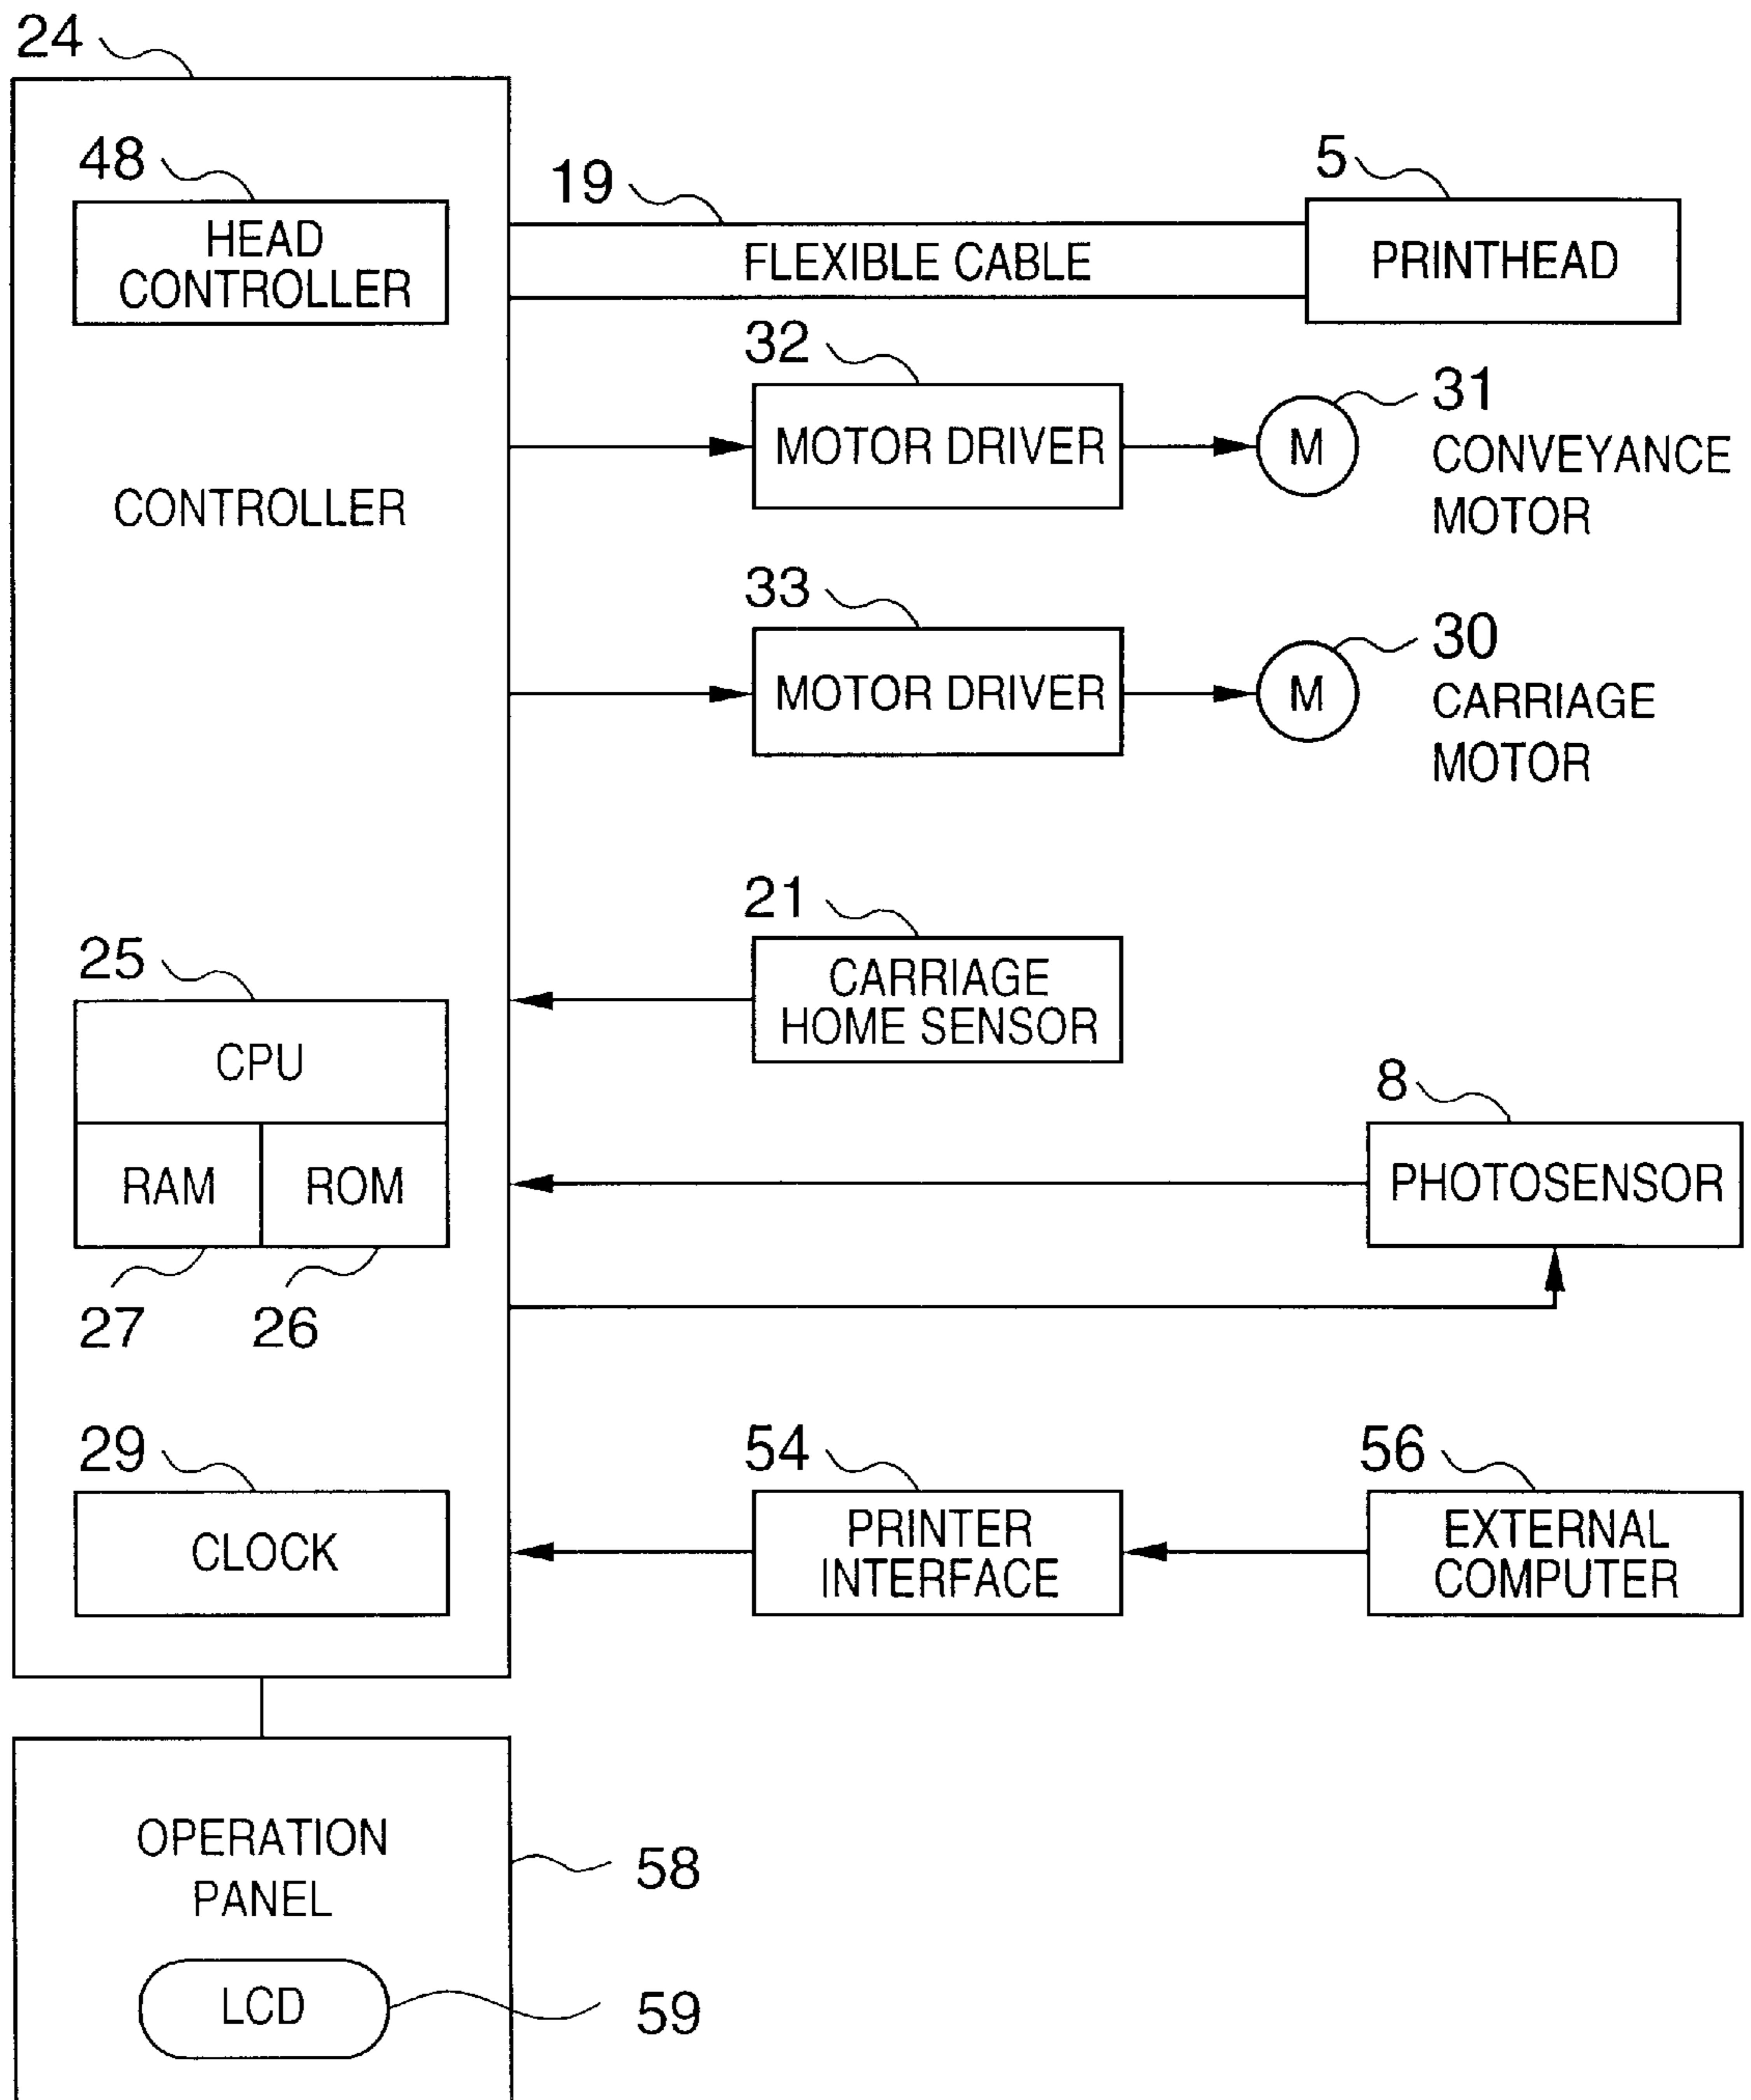 24
48
HEAD
CONTROLLER
19
FLEXIBLE CABLE
5
PRINTHEAD
32
MOTOR DRIVER
M
31
CONVEYANCE
MOTOR
CONTROLLER
33
MOTOR DRIVER
M
30
CARRIAGE
MOTOR
21
CARRIAGE
HOME SENSOR
25
CPU
RAM
ROM
27
26
8
PHOTOSENSOR
29
CLOCK
54
PRINTER
INTERFACE
56
EXTERNAL
COMPUTER
OPERATION
PANEL
58
LCD
59